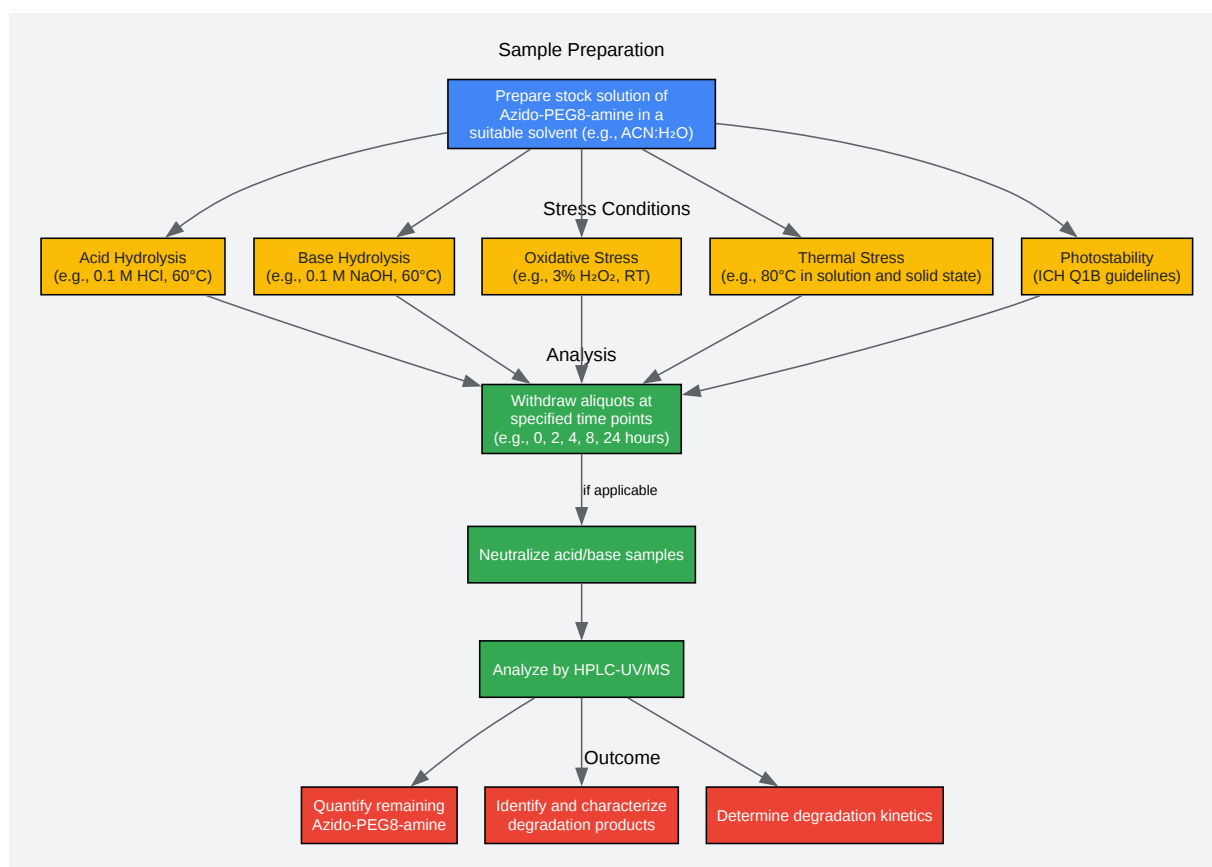 Sample Preparation
Prepare stock solution of
Azido-PEG8-amine in a
suitable solvent (e.g., ACN:H₂O)
Stress Conditions
Acid Hydrolysis
(e.g., 0.1 M HCl, 60°C)
Base Hydrolysis
(e.g., 0.1 M NaOH, 60°C)
Oxidative Stress
(e.g., 3% H₂O₂, RT)
Thermal Stress
(e.g., 80°C in solution and solid state)
Photostability
(ICH Q1B guidelines)
Analysis
Withdraw aliquots at
specified time points
(e.g., 0, 2, 4, 8, 24 hours)
if applicable
Neutralize acid/base samples
Analyze by HPLC-UV/MS
Outcome
Quantify remaining
Azido-PEG8-amine
Identify and characterize
degradation products
Determine degradation kinetics